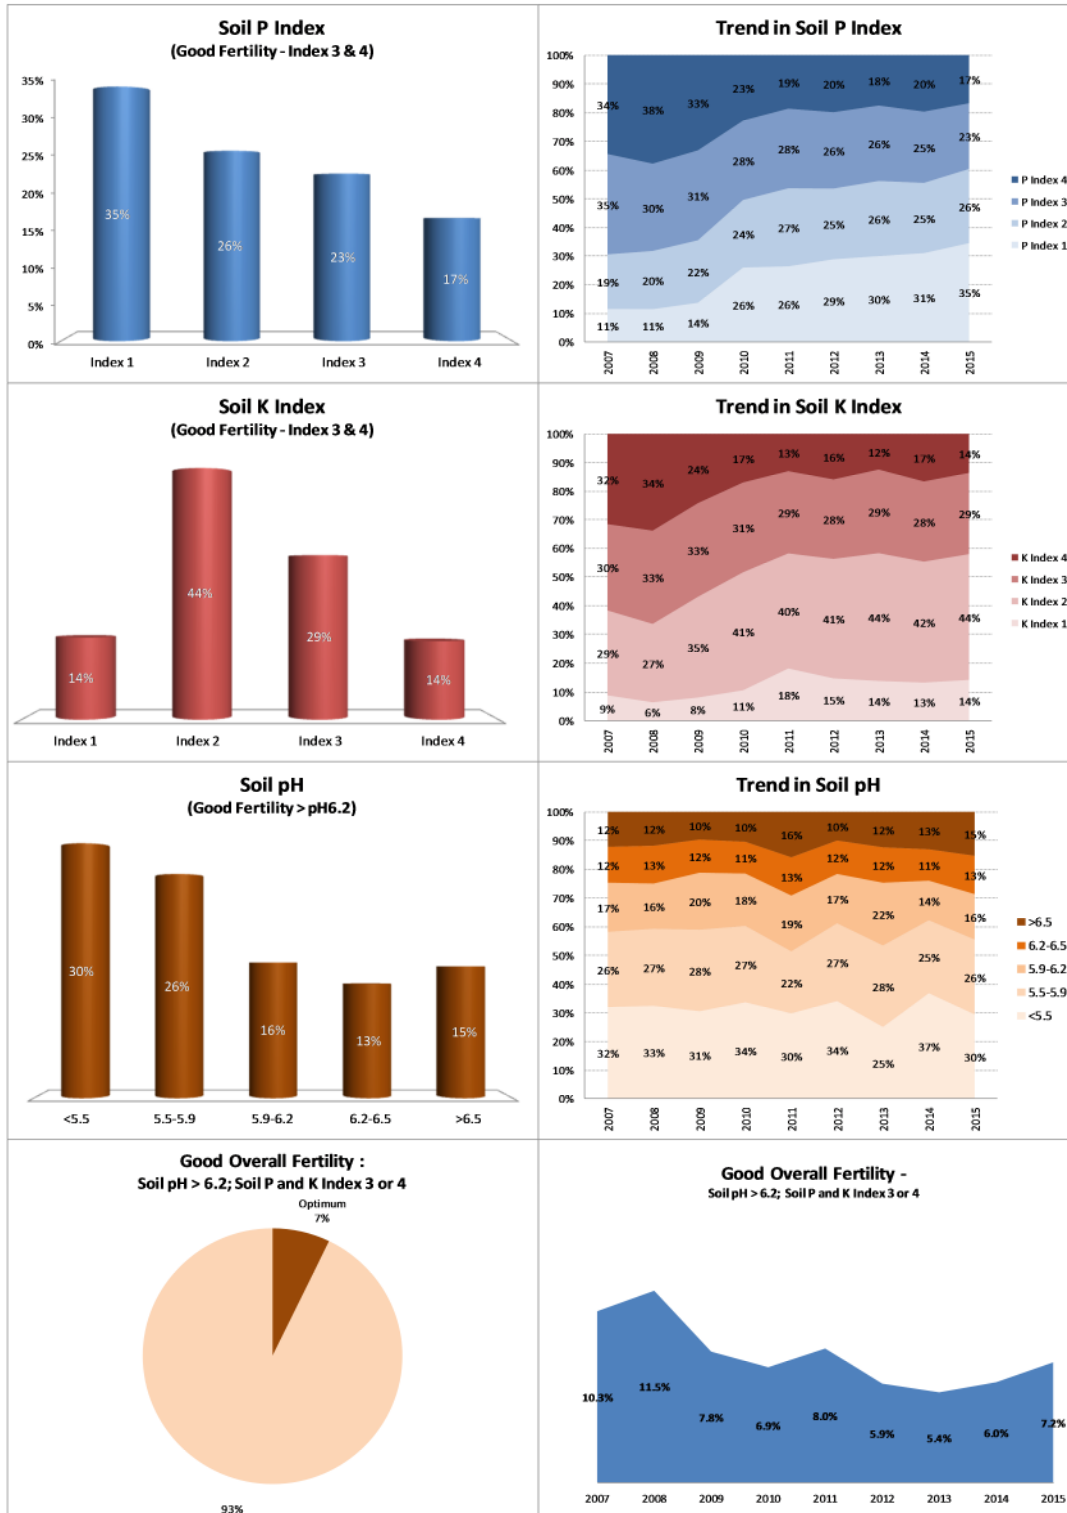 Soil P Index
(Good Fertility - Index 3 & 4)
35%
30%
25%
20%
15%
10%
5%
0%
35%
26%
23%
17%
Index 1 Index 2 Index 3 Index 4
Trend in Soil P Index
100%
90%
80%
70%
60%
50%
40%
30%
20%
10%
0%
34% 38% 33% 23% 19% 20% 18% 20% 17%
35% 30% 31% 28% 28% 26% 26% 25% 23%
19% 20% 22% 24% 27% 25% 26% 25% 26%
11% 11% 14% 26% 26% 29% 30% 31% 35%
2007 2008 2009 2010 2011 2012 2013 2014 2015
P Index 4
P Index 3
P Index 2
P Index 1
Soil K Index
(Good Fertility - Index 3 & 4)
14%
44%
29%
14%
Index 1 Index 2 Index 3 Index 4
Trend in Soil K Index
100%
90%
80%
70%
60%
50%
40%
30%
20%
10%
0%
32% 34% 24% 17% 13% 16% 12% 17% 14%
30% 33% 33% 31% 29% 28% 29% 28% 29%
29% 27% 35% 41% 40% 41% 44% 42% 44%
9% 6% 8% 11% 18% 15% 14% 13% 14%
2007 2008 2009 2010 2011 2012 2013 2014 2015
K Index 4
K Index 3
K Index 2
K Index 1
Soil pH
(Good Fertility > pH6.2)
30%
26%
16%
13%
15%
<5.5 5.5-5.9 5.9-6.2 6.2-6.5 >6.5
Trend in Soil pH
100%
90%
80%
70%
60%
50%
40%
30%
20%
10%
0%
12% 12% 10% 10% 16% 10% 12% 13% 15%
12% 13% 12% 11% 13% 12% 12% 11% 13%
17% 16% 20% 18% 19% 17% 22% 14% 16%
26% 27% 28% 27% 22% 27% 28% 25% 26%
32% 33% 31% 34% 30% 34% 25% 37% 30%
2007 2008 2009 2010 2011 2012 2013 2014 2015
>6.5
6.2-6.5
5.9-6.2
5.5-5.9
<5.5
Good Overall Fertility :
Soil pH > 6.2; Soil P and K Index 3 or 4
Optimum
7%
93%
Good Overall Fertility -
Soil pH > 6.2; Soil P and K Index 3 or 4
10.3% 11.5% 7.8% 6.9% 8.0% 5.9% 5.4% 6.0% 7.2%
2007 2008 2009 2010 2011 2012 2013 2014 2015